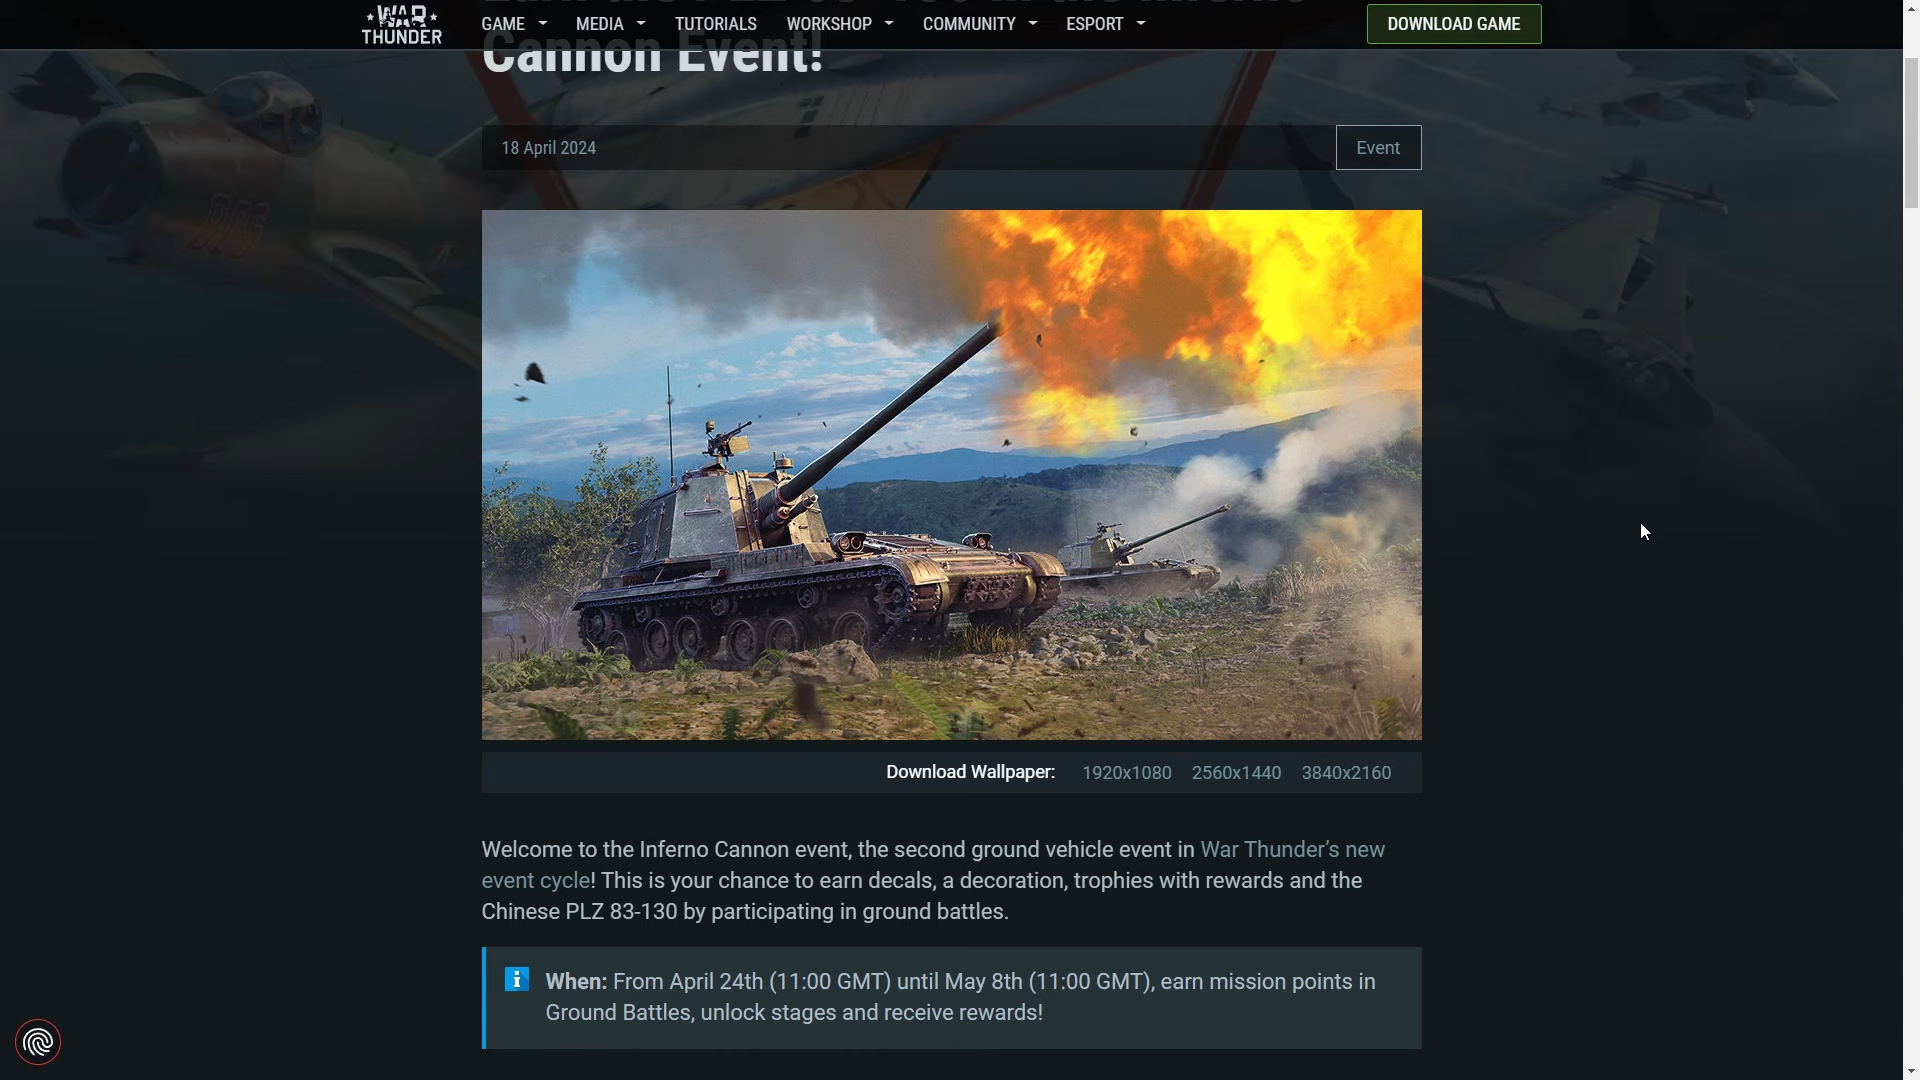 WAR
THUNDER
GAME
MEDIA
TUTORIALS
WORKSHOP
COMMUNITY
ESPORT
DOWNLOAD GAME
Cannon Event!
18 April 2024
Event
Download Wallpaper: 1920x1080 2560x1440 3840x2160
Welcome to the Inferno Cannon event, the second ground vehicle event in War Thunder’s new
event cycle! This is your chance to earn decals, a decoration, trophies with rewards and the
Chinese PLZ 83-130 by participating in ground battles.
When: From April 24th (11:00 GMT) until May 8th (11:00 GMT), earn mission points in
Ground Battles, unlock stages and receive rewards!